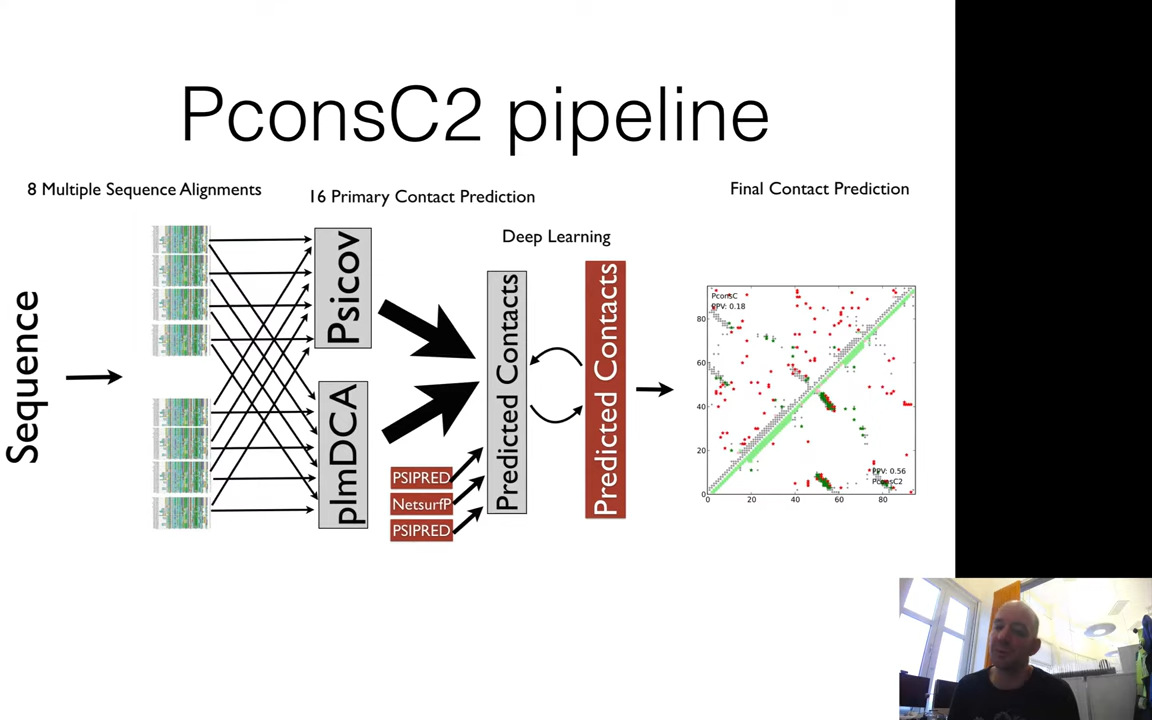 PconsC2 pipeline
8 Multiple Sequence Alignments
16 Primary Contact Prediction
Final Contact Prediction
Deep Learning
Sequence
Psicov
plmDCA
PSIPRED
NetsurfP
PSIPRED
Predicted Contacts
Predicted Contacts
PconsC
PPV: 0.18
80
60
40
20
0
PPV: 0.56
PconsC2
0 20 40 60 80